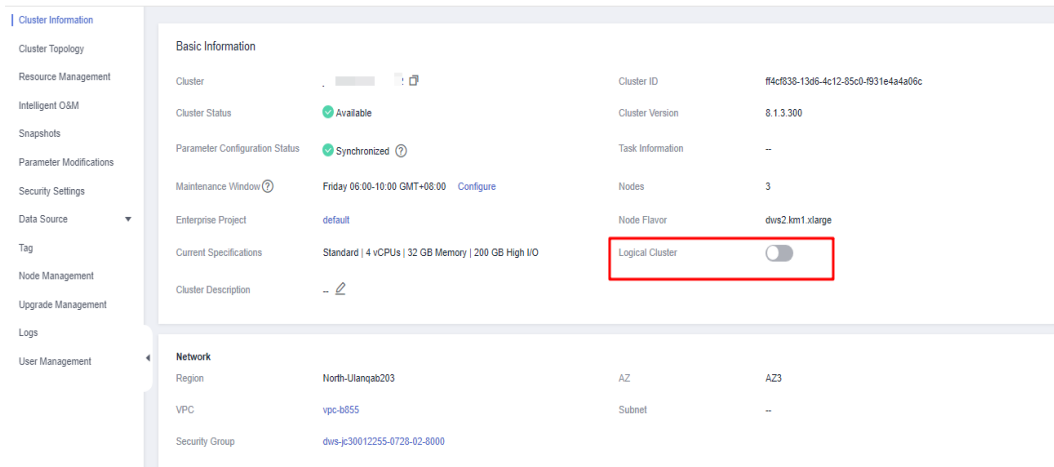 Cluster Information
Cluster Topology
Resource Management
Intelligent O&M
Snapshots
Parameter Modifications
Security Settings
Data Source
Tag
Node Management
Upgrade Management
Logs
User Management
Basic Information
Cluster
Cluster ID ff4cf838-13d6-4c12-85c0-f931e4a4a06c
Cluster Status Available
Cluster Version 8.1.3.300
Parameter Configuration Status Synchronized ?
Task Information --
Maintenance Window ? Friday 06:00-10:00 GMT+08:00 Configure
Nodes 3
Enterprise Project default
Node Flavor dws2.km1.xlarge
Current Specifications Standard | 4 vCPUs | 32 GB Memory | 200 GB High I/O
Logical Cluster
Cluster Description --
Network
Region North-Ulanqab203
AZ AZ3
VPC vpc-b855
Subnet --
Security Group dws-jc30012255-0728-02-8000